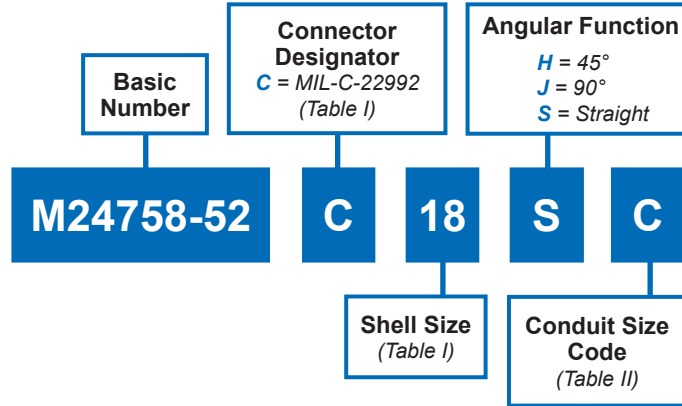 Basic
Number
Connector
Designator
C = MIL-C-22992
(Table I)
Angular Function
H = 45°
J = 90°
S = Straight
M24758-52
C
18
S
C
Shell Size
(Table I)
Conduit Size
Code
(Table II)